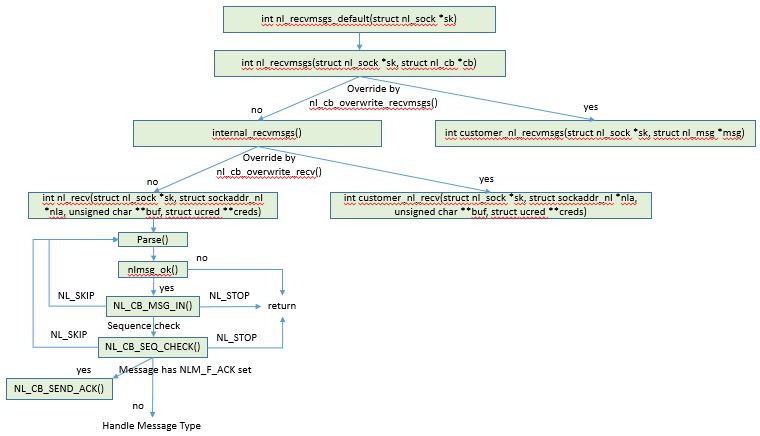 int nl_recvmsgs_default(struct nl_sock *sk)
int nl_recvmsgs(struct nl_sock *sk, struct nl_cb *cb)
Override by
nl_cb_overwrite_recvmsgs()
no
yes
internal_recvmsgs()
int customer_nl_recvmsgs(struct nl_sock *sk, struct nl_msg *msg)
Override by
nl_cb_overwrite_recv()
no
yes
int nl_recv(struct nl_sock *sk, struct sockaddr_nl
*nla, unsigned char **buf, struct ucred **creds)
int customer_nl_recv(struct nl_sock *sk, struct sockaddr_nl *nla,
unsigned char **buf, struct ucred **creds)
Parse()
no
nlmsg_ok()
yes
NL_SKIP
NL_STOP
NL_CB_MSG_IN()
return
Sequence check
NL_SKIP
NL_STOP
NL_CB_SEQ_CHECK()
yes
Message has NLM_F_ACK set
NL_CB_SEND_ACK()
no
Handle Message Type